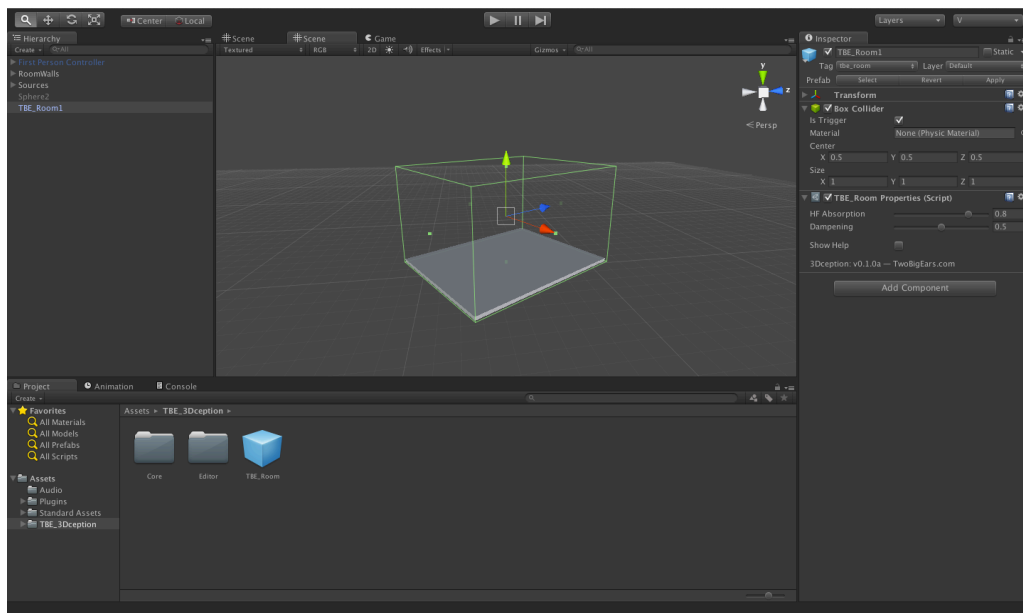 Center Local
Layers V
Hierarchy
Create All
First Person Controller
RoomWalls
Sources
Sphere2
TBE_Room1
Scene Scene Game
Textured RGB 2D Effects Gizmos All
y
z
Persp
Inspector
TBE_Room1 Static
Tag tbe_room Layer Default
Prefab Select Revert Apply
Transform
Box Collider
Is Trigger
Material None (Physic Material)
Center
X 0.5 Y 0.5 Z 0.5
Size
X 1 Y 1 Z 1
TBE_Room Properties (Script)
HF Absorption 0.8
Dampening 0.5
Show Help
3Dception: v0.1.0a — TwoBigEars.com
Add Component
Project Animation Console
Create
Favorites
All Materials
All Models
All Prefabs
All Scripts
Assets
Audio
Plugins
Standard Assets
TBE_3Dception
Assets ▸ TBE_3Dception ▸
Core Editor TBE_Room